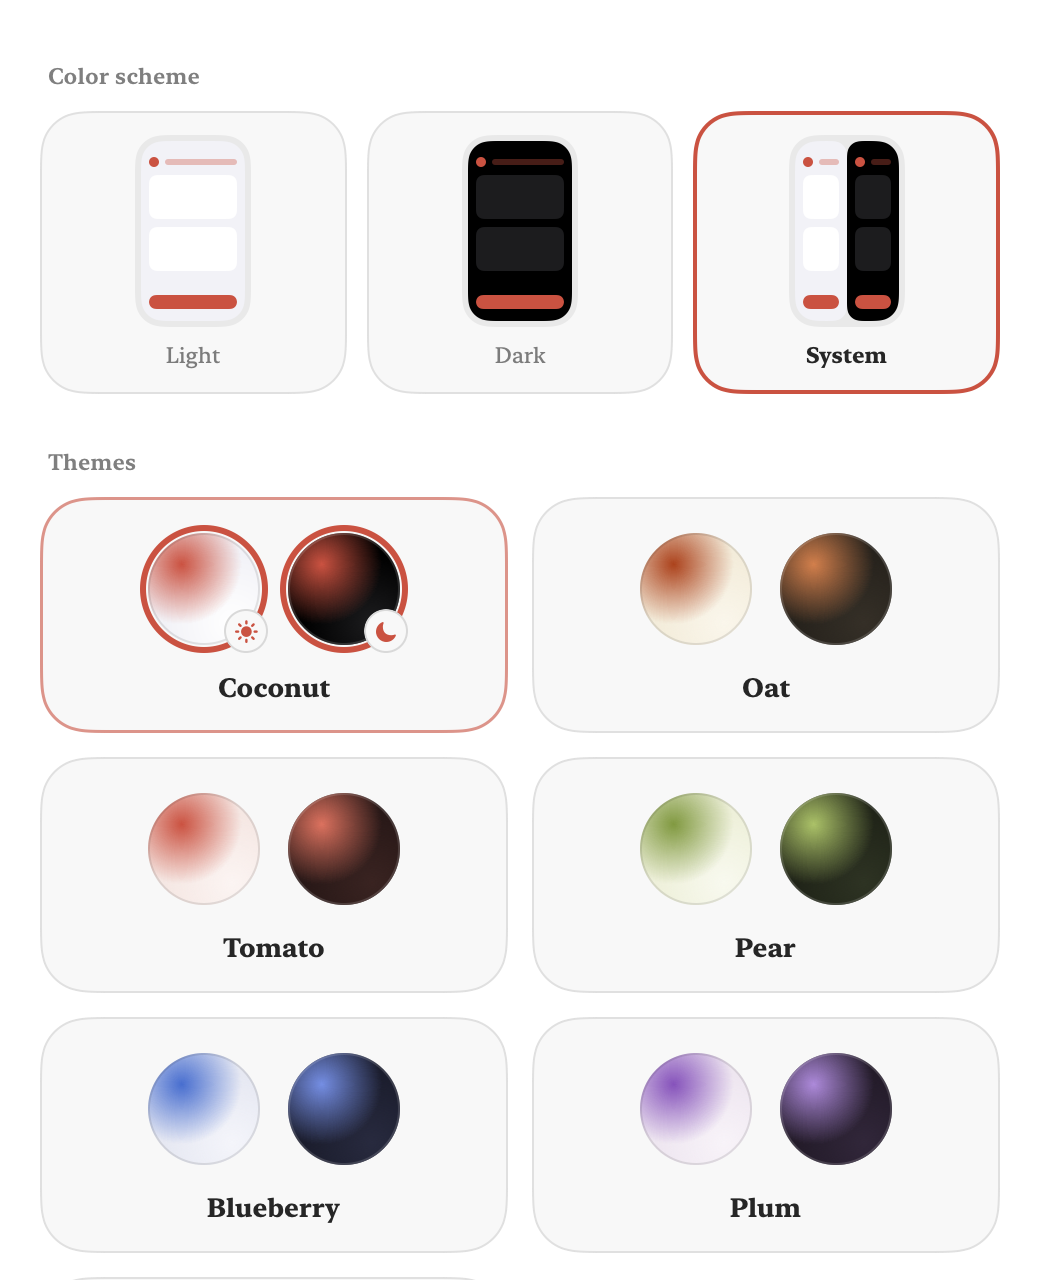 Color scheme
Light
Dark
System
Themes
Coconut
Oat
Tomato
Pear
Blueberry
Plum